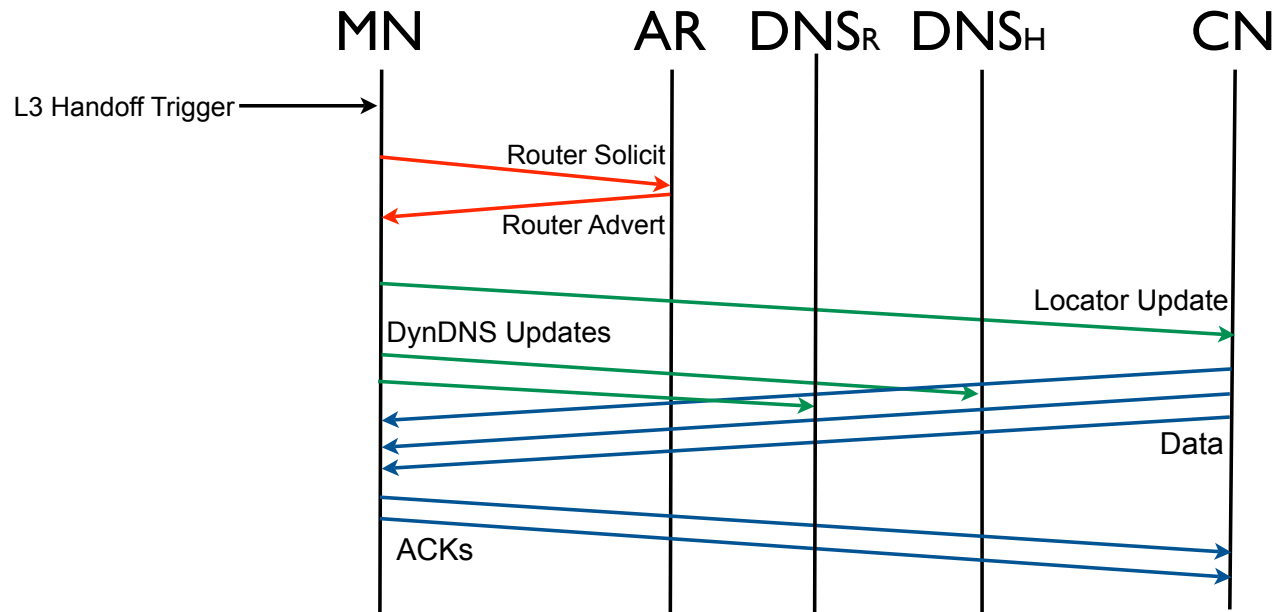 MN AR DNSR DNSH CN
L3 Handoff Trigger
Router Solicit
Router Advert
Locator Update
DynDNS Updates
Data
ACKs